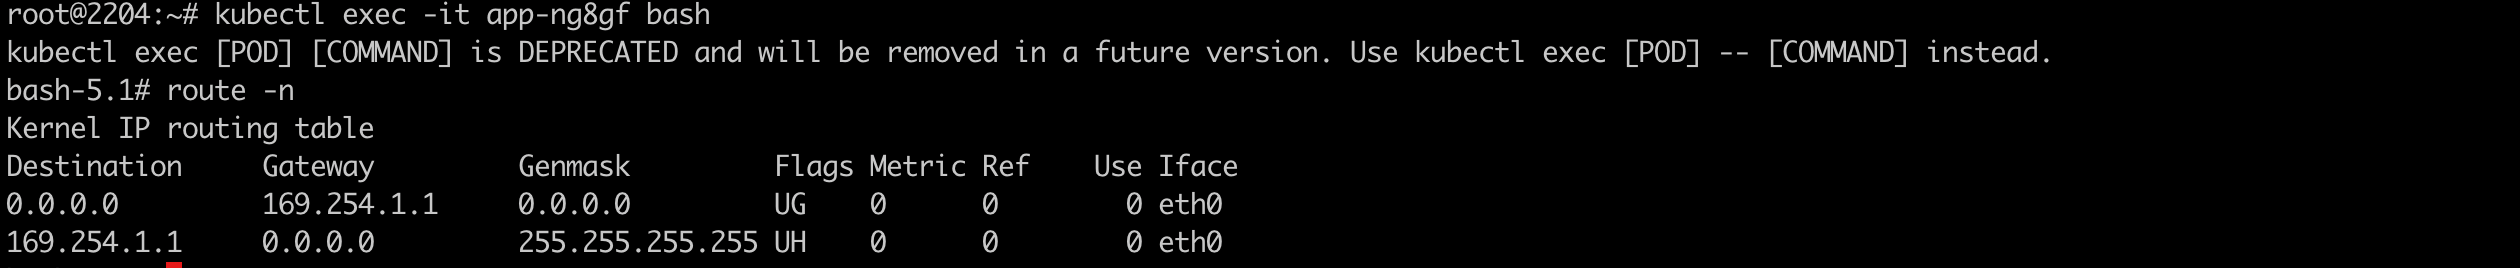 root@2204:~# kubectl exec -it app-ng8gf bash
kubectl exec [POD] [COMMAND] is DEPRECATED and will be removed in a future version. Use kubectl exec [POD] -- [COMMAND] instead.
bash-5.1# route -n
Kernel IP routing table
Destination     Gateway         Genmask         Flags Metric Ref    Use Iface
0.0.0.0         169.254.1.1     0.0.0.0         UG    0      0        0 eth0
169.254.1.1     0.0.0.0         255.255.255.255 UH    0      0        0 eth0